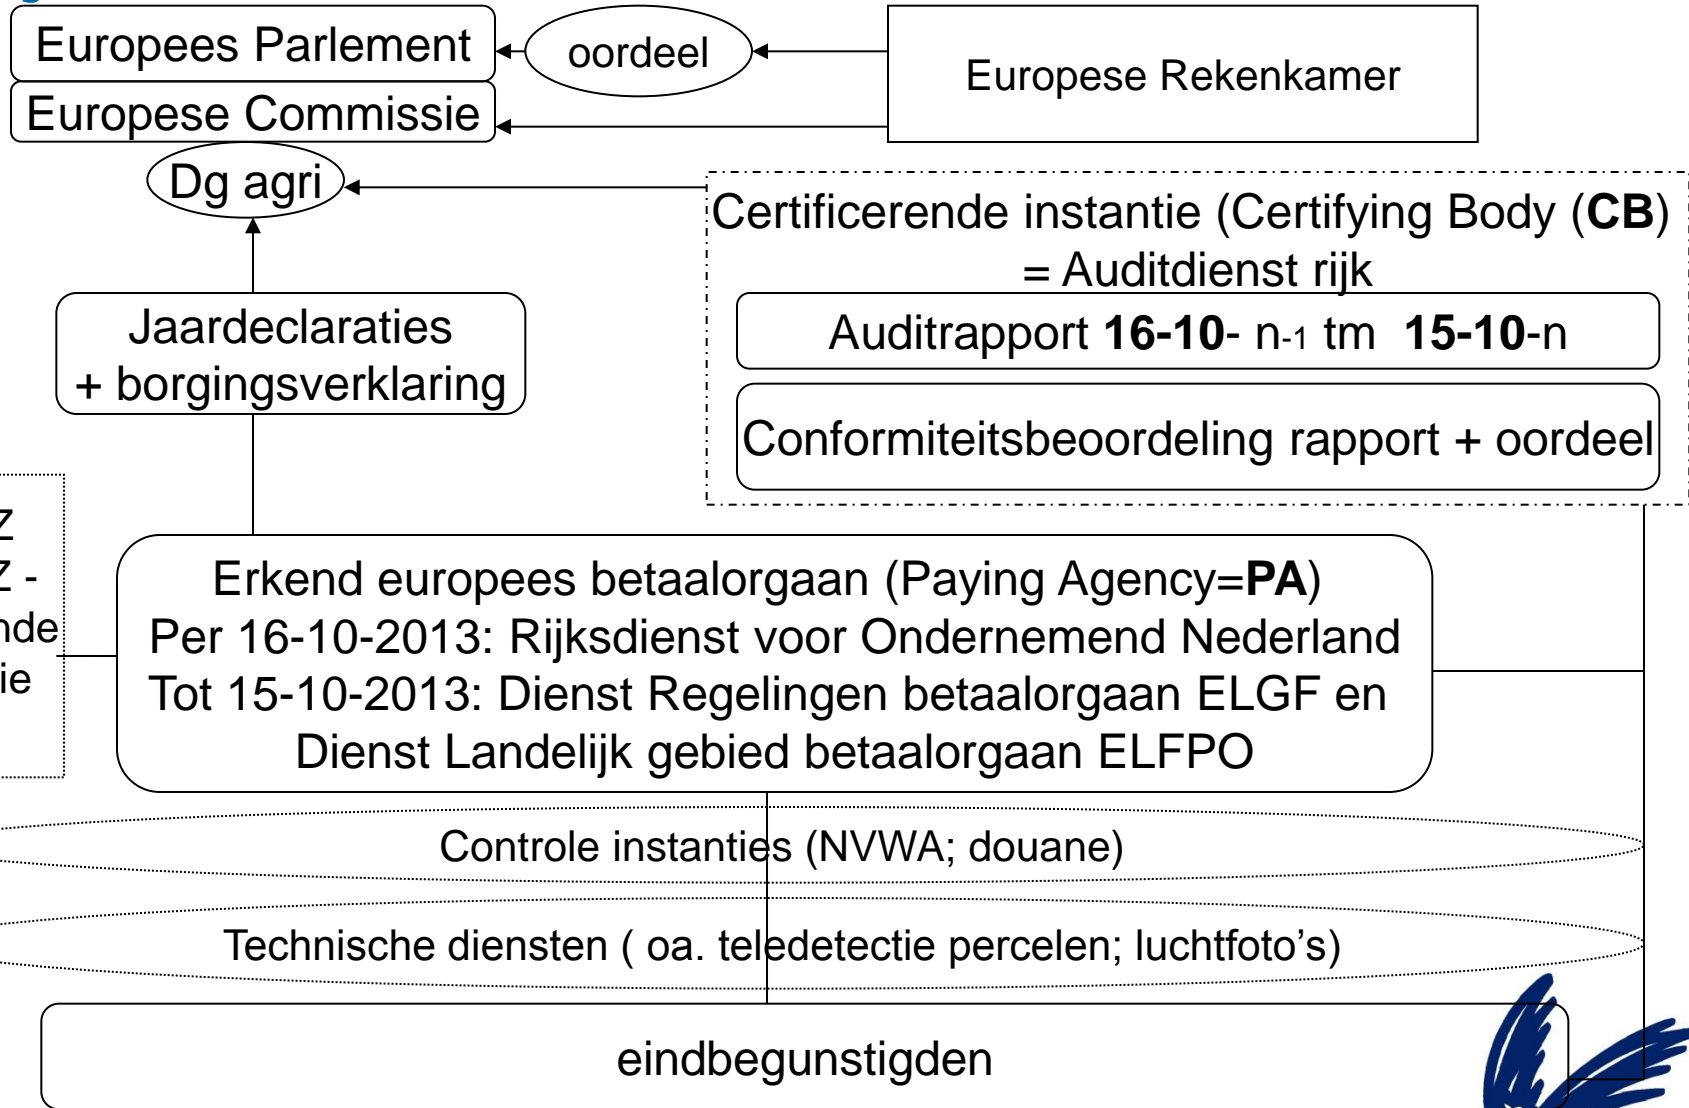 Europees Parlement
oordeel
Europese Rekenkamer
Europese Commissie
Dg agri
Certificerende instantie (Certifying Body (CB)
= Auditdienst rijk
Auditrapport 16-10- n-1 tm 15-10-n
Conformiteitsbeoordeling rapport + oordeel
Jaardeclaraties
+ borgingsverklaring
Z
Z -
nde
ie
Erkend europees betaalorgaan (Paying Agency=PA)
Per 16-10-2013: Rijksdienst voor Ondernemend Nederland
Tot 15-10-2013: Dienst Regelingen betaalorgaan ELGF en
Dienst Landelijk gebied betaalorgaan ELFPO
Controle instanties (NVWA; douane)
Technische diensten ( oa. teledetectie percelen; luchtfoto's)
eindbegunstigden